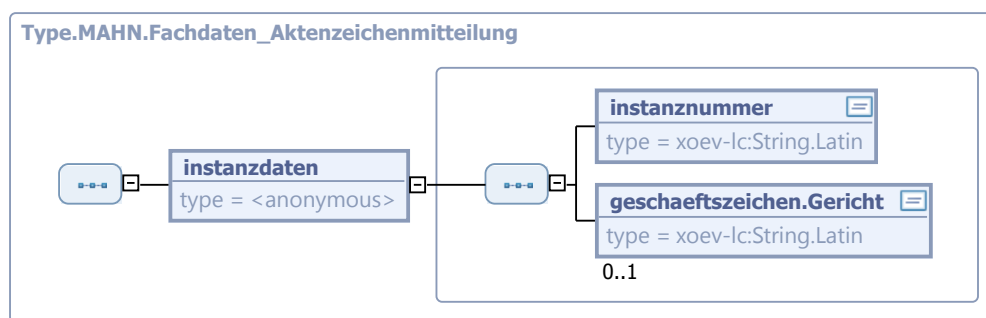 Type.MAHN.Fachdaten_Aktenzeichenmitteilung
instanzdaten
type = <anonymous>
instanznummer
type = xoev-lc:String.Latin
geschaeftszeichen.Gericht
type = xoev-lc:String.Latin
0..1